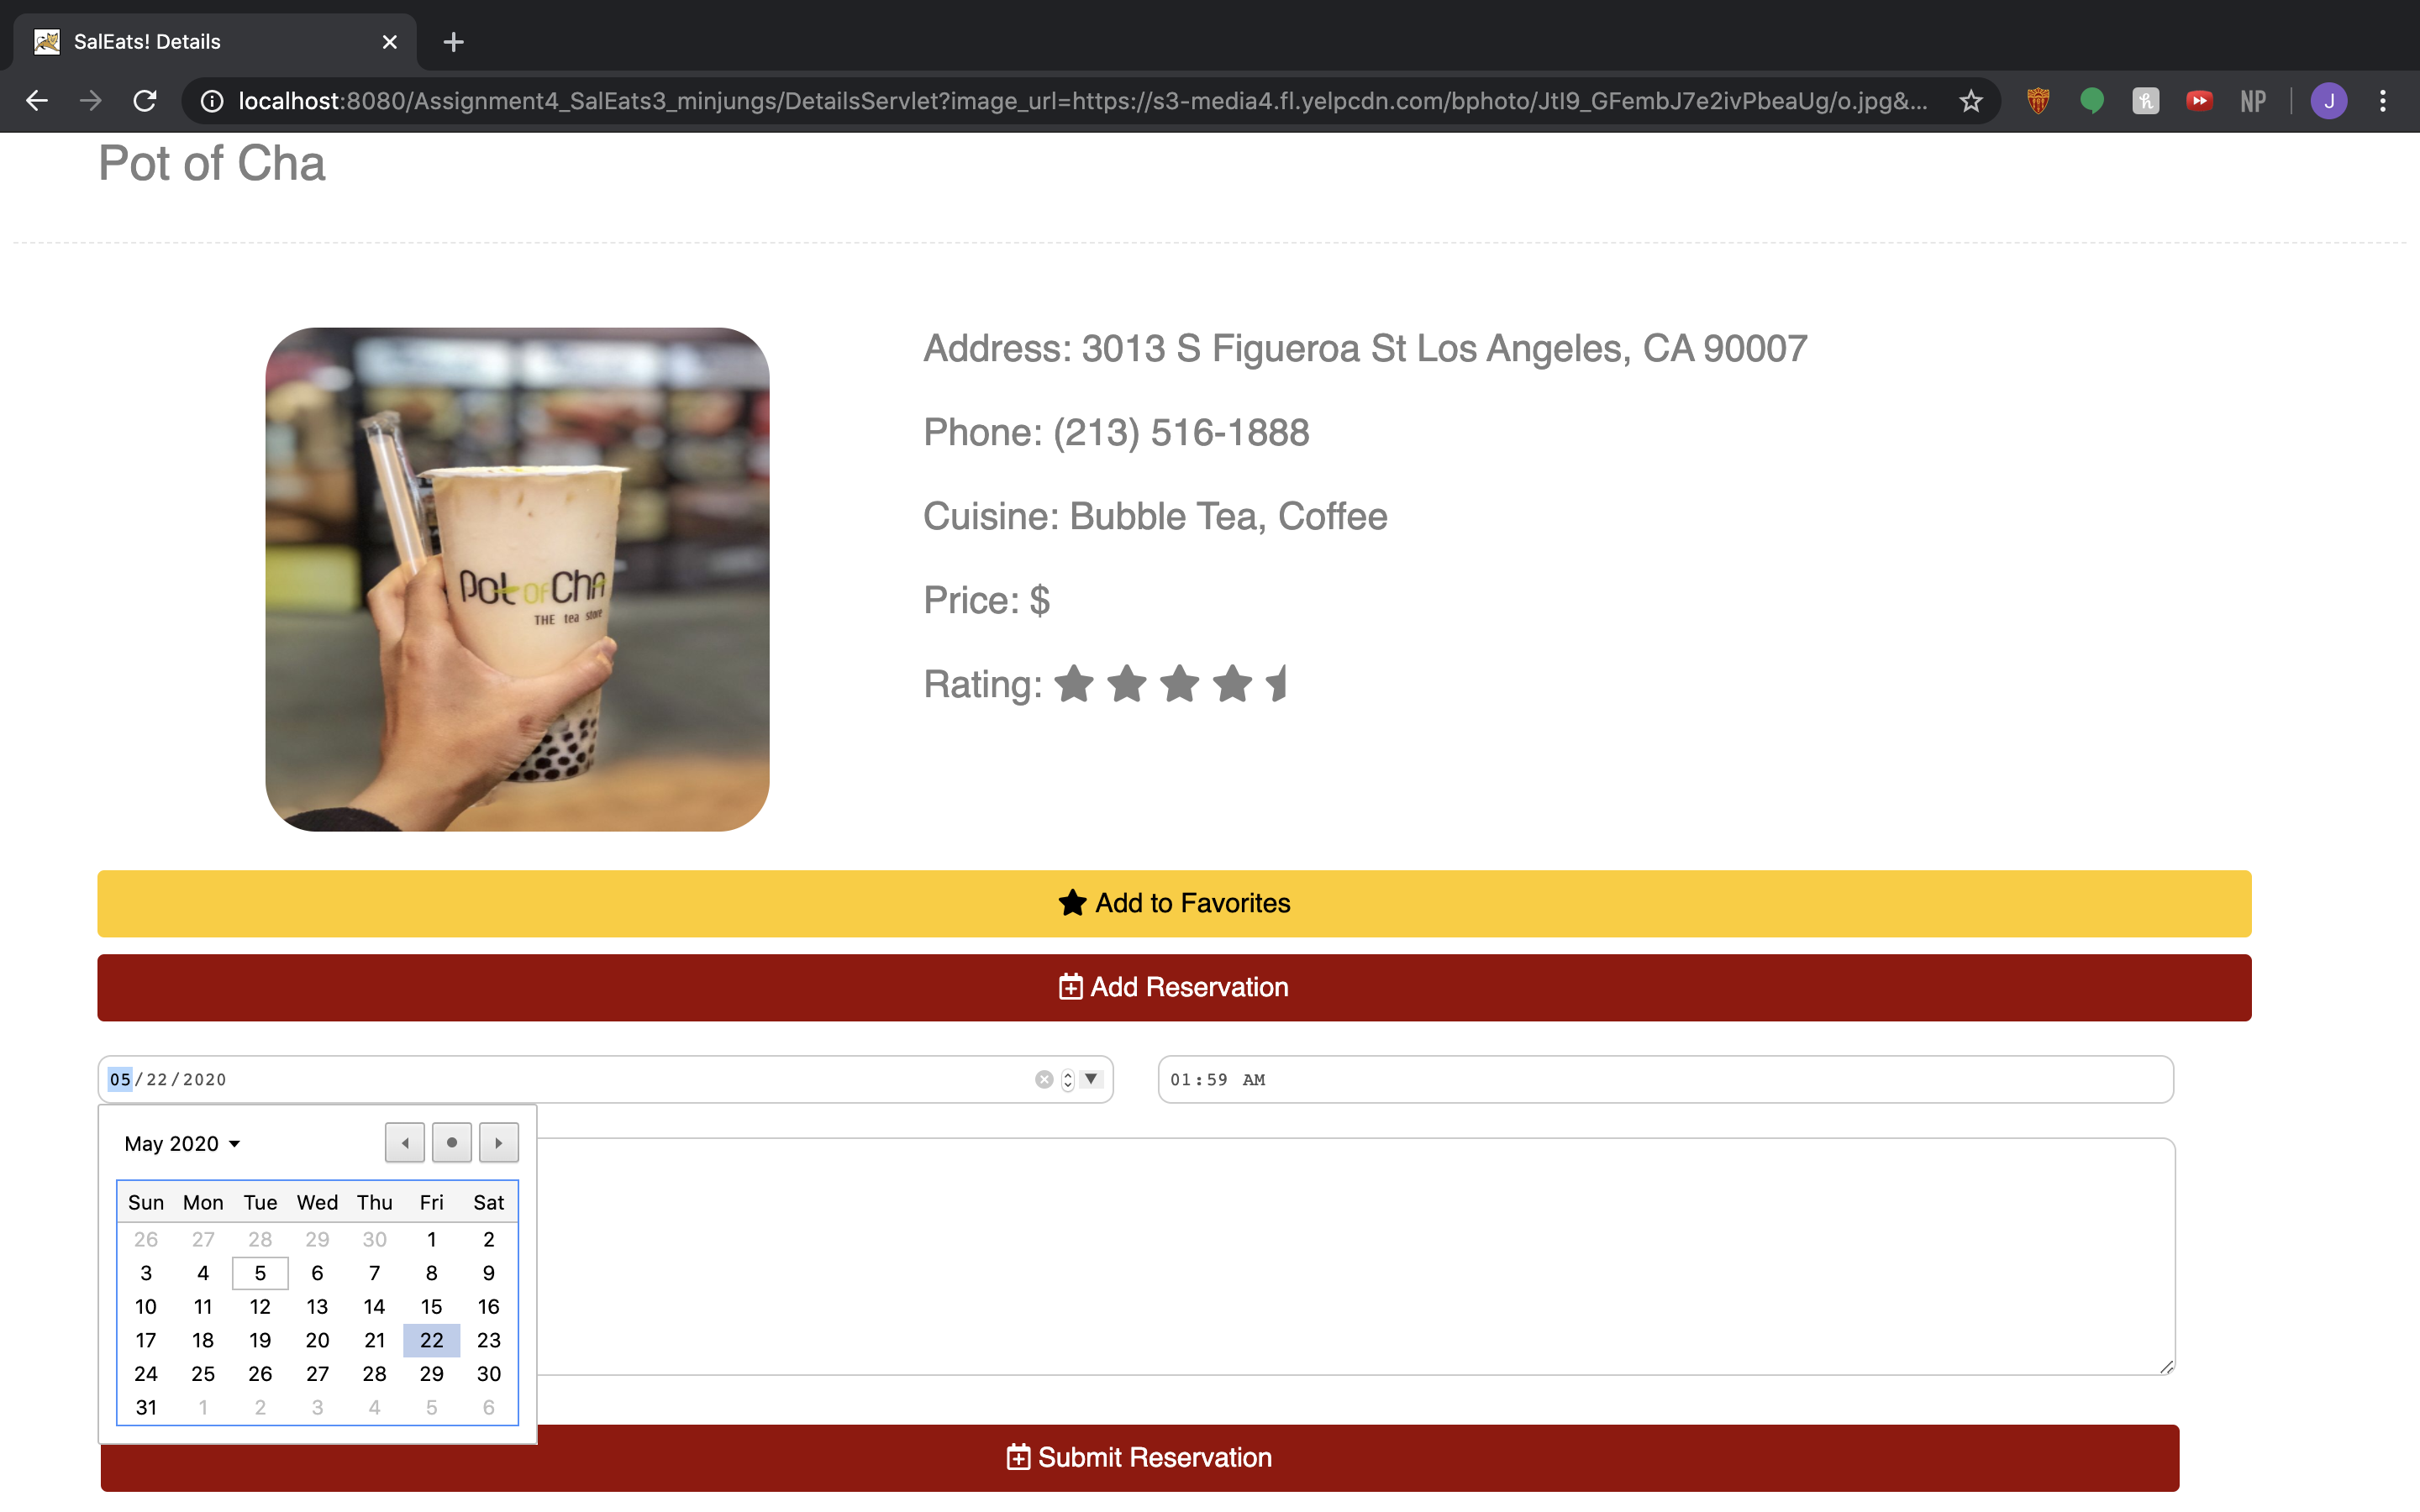 SalEats! Details
localhost:8080/Assignment4_SalEats3_minjungs/DetailsServlet?image_url=https://s3-media4.fl.yelpcdn.com/bphoto/JtI9_GFembJ7e2ivPbeaUg/o.jpg&...
NP
J
Pot of Cha
Address: 3013 S Figueroa St Los Angeles, CA 90007
Phone: (213) 516-1888
Cuisine: Bubble Tea, Coffee
Price: $
Rating:
Pot of Cha
THE tea store
Add to Favorites
Add Reservation
05/22/2020
01:59 AM
May 2020
Sun Mon Tue Wed Thu Fri Sat
26 27 28 29 30 1 2
3 4 5 6 7 8 9
10 11 12 13 14 15 16
17 18 19 20 21 22 23
24 25 26 27 28 29 30
31 1 2 3 4 5 6
Submit Reservation